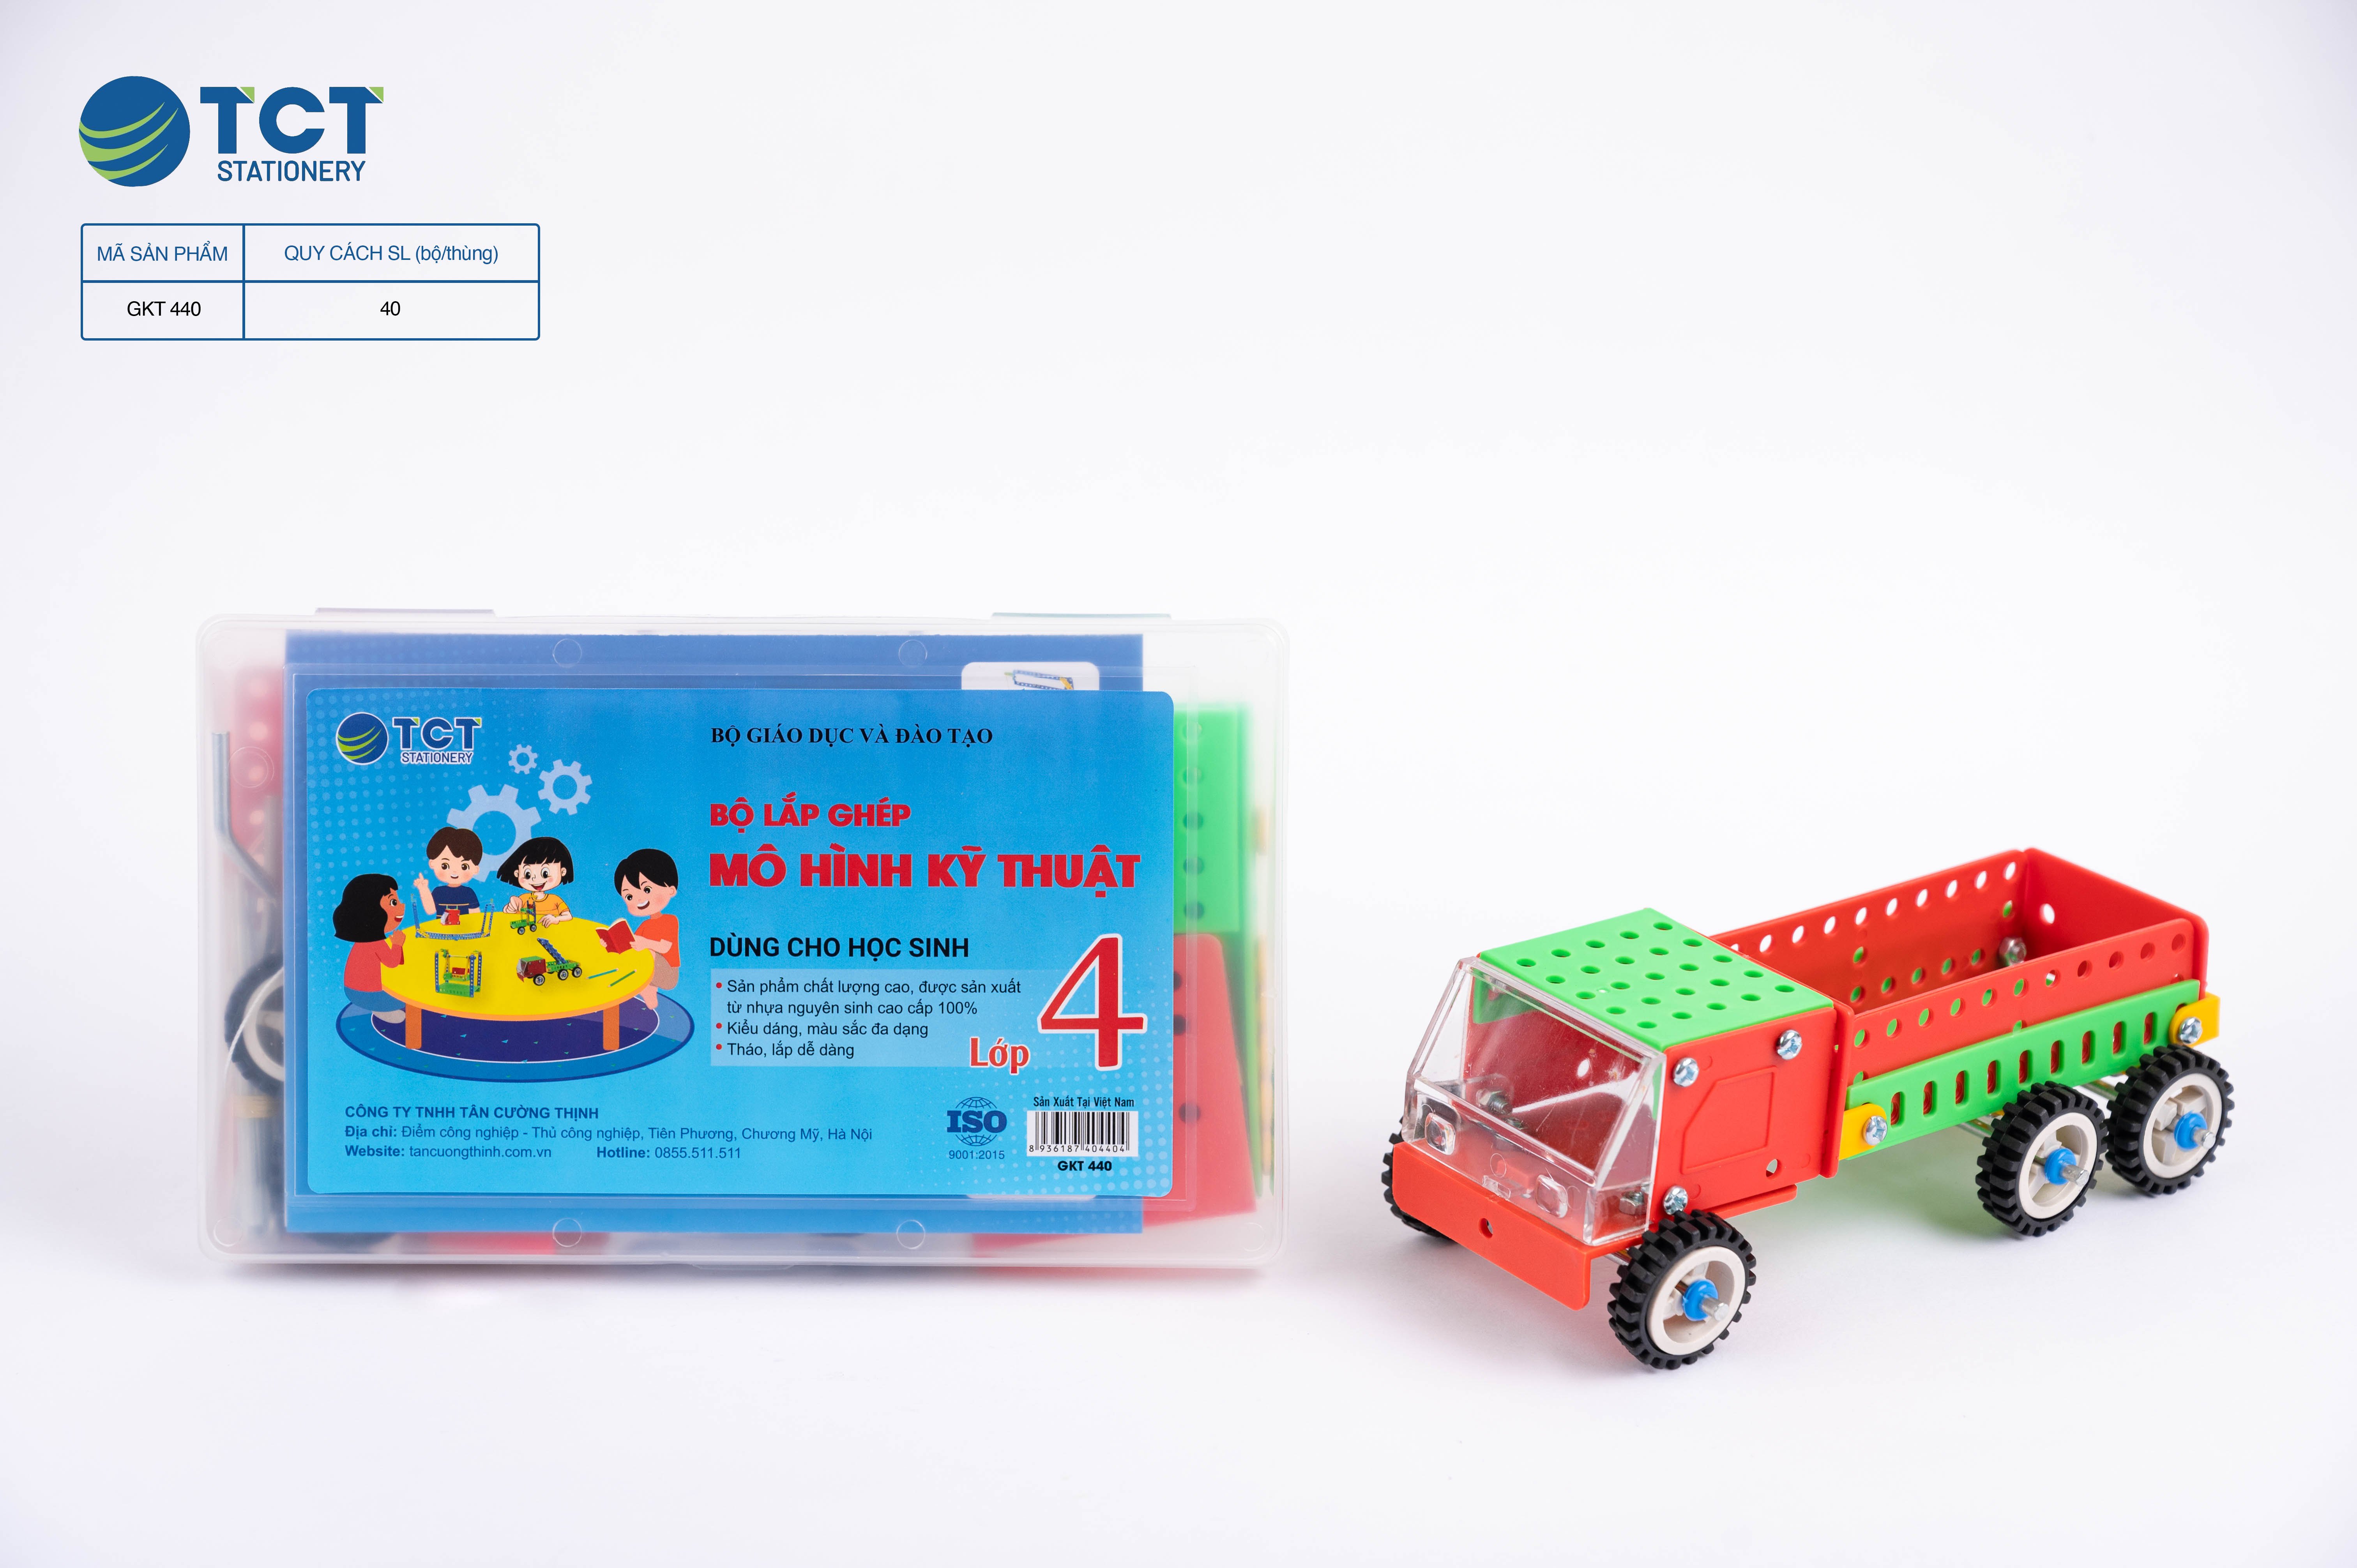 TCT
STATIONERY
MÃ SẢN PHẨM QUY CÁCH SL (bộ/thùng)
GKT 440 40
TCT
STATIONERY
BỘ GIÁO DỤC VÀ ĐÀO TẠO
BỘ LẮP GHÉP
MÔ HÌNH KỸ THUẬT
DÙNG CHO HỌC SINH
• Sản phẩm chất lượng cao, được sản xuất
từ nhựa nguyên sinh cao cấp 100%
• Kiểu dáng, màu sắc đa dạng
• Tháo, lắp dễ dàng
Lớp 4
CÔNG TY TNHH TÂN CƯỜNG THỊNH
Địa chỉ: Điểm công nghiệp - Thủ công nghiệp, Tiên Phương, Chương Mỹ, Hà Nội
Website: tancuongthinh.com.vn Hotline: 0855.511.511
ISO
9001:2015
Sản Xuất Tại Việt Nam
8 936187 404404
GKT 440